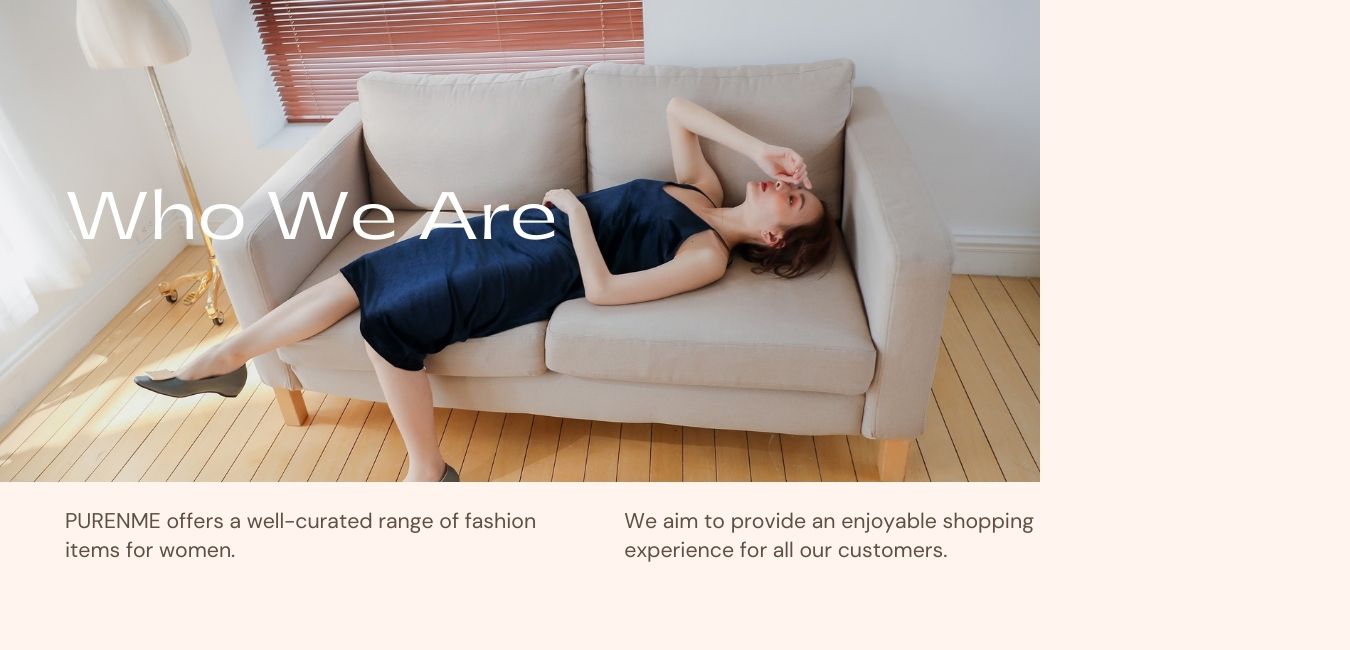 Who We Are
PURENME offers a well-curated range of fashion
items for women.
We aim to provide an enjoyable shopping
experience for all our customers.